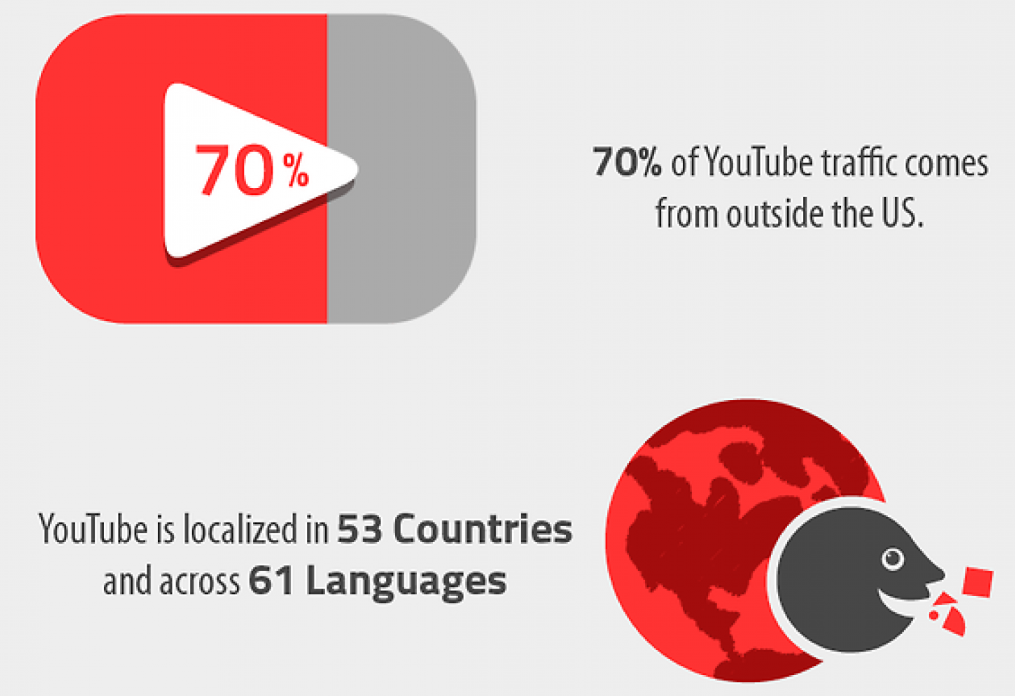 70%
70% of YouTube traffic comes
from outside the US.
YouTube is localized in 53 Countries
and across 61 Languages